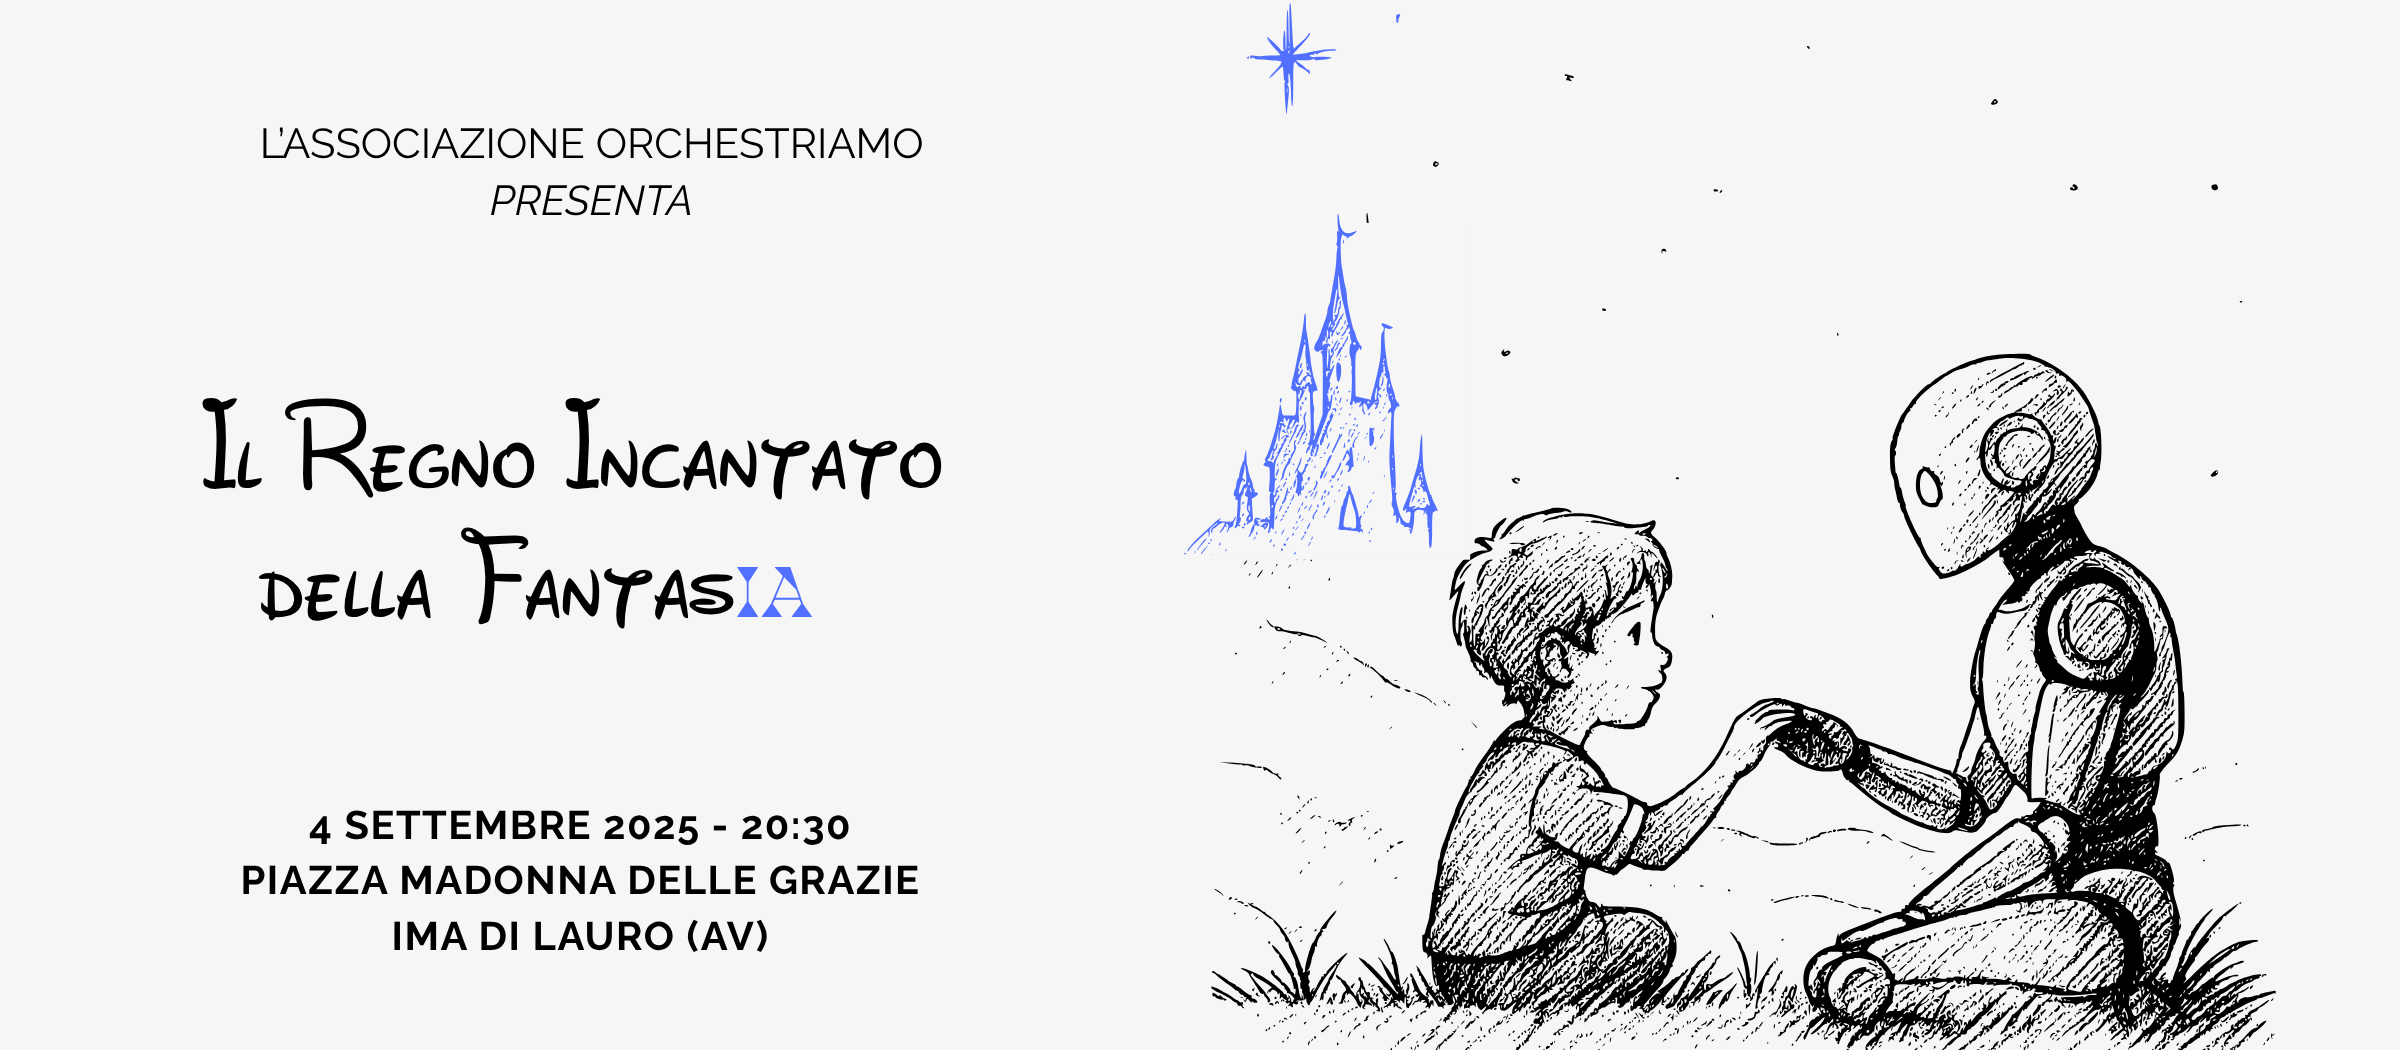 L'ASSOCIAZIONE ORCHESTRIAMO
PRESENTA
Il Regno Incantato
della FantasIA
4 SETTEMBRE 2025 - 20:30
PIAZZA MADONNA DELLE GRAZIE
IMA DI LAURO (AV)